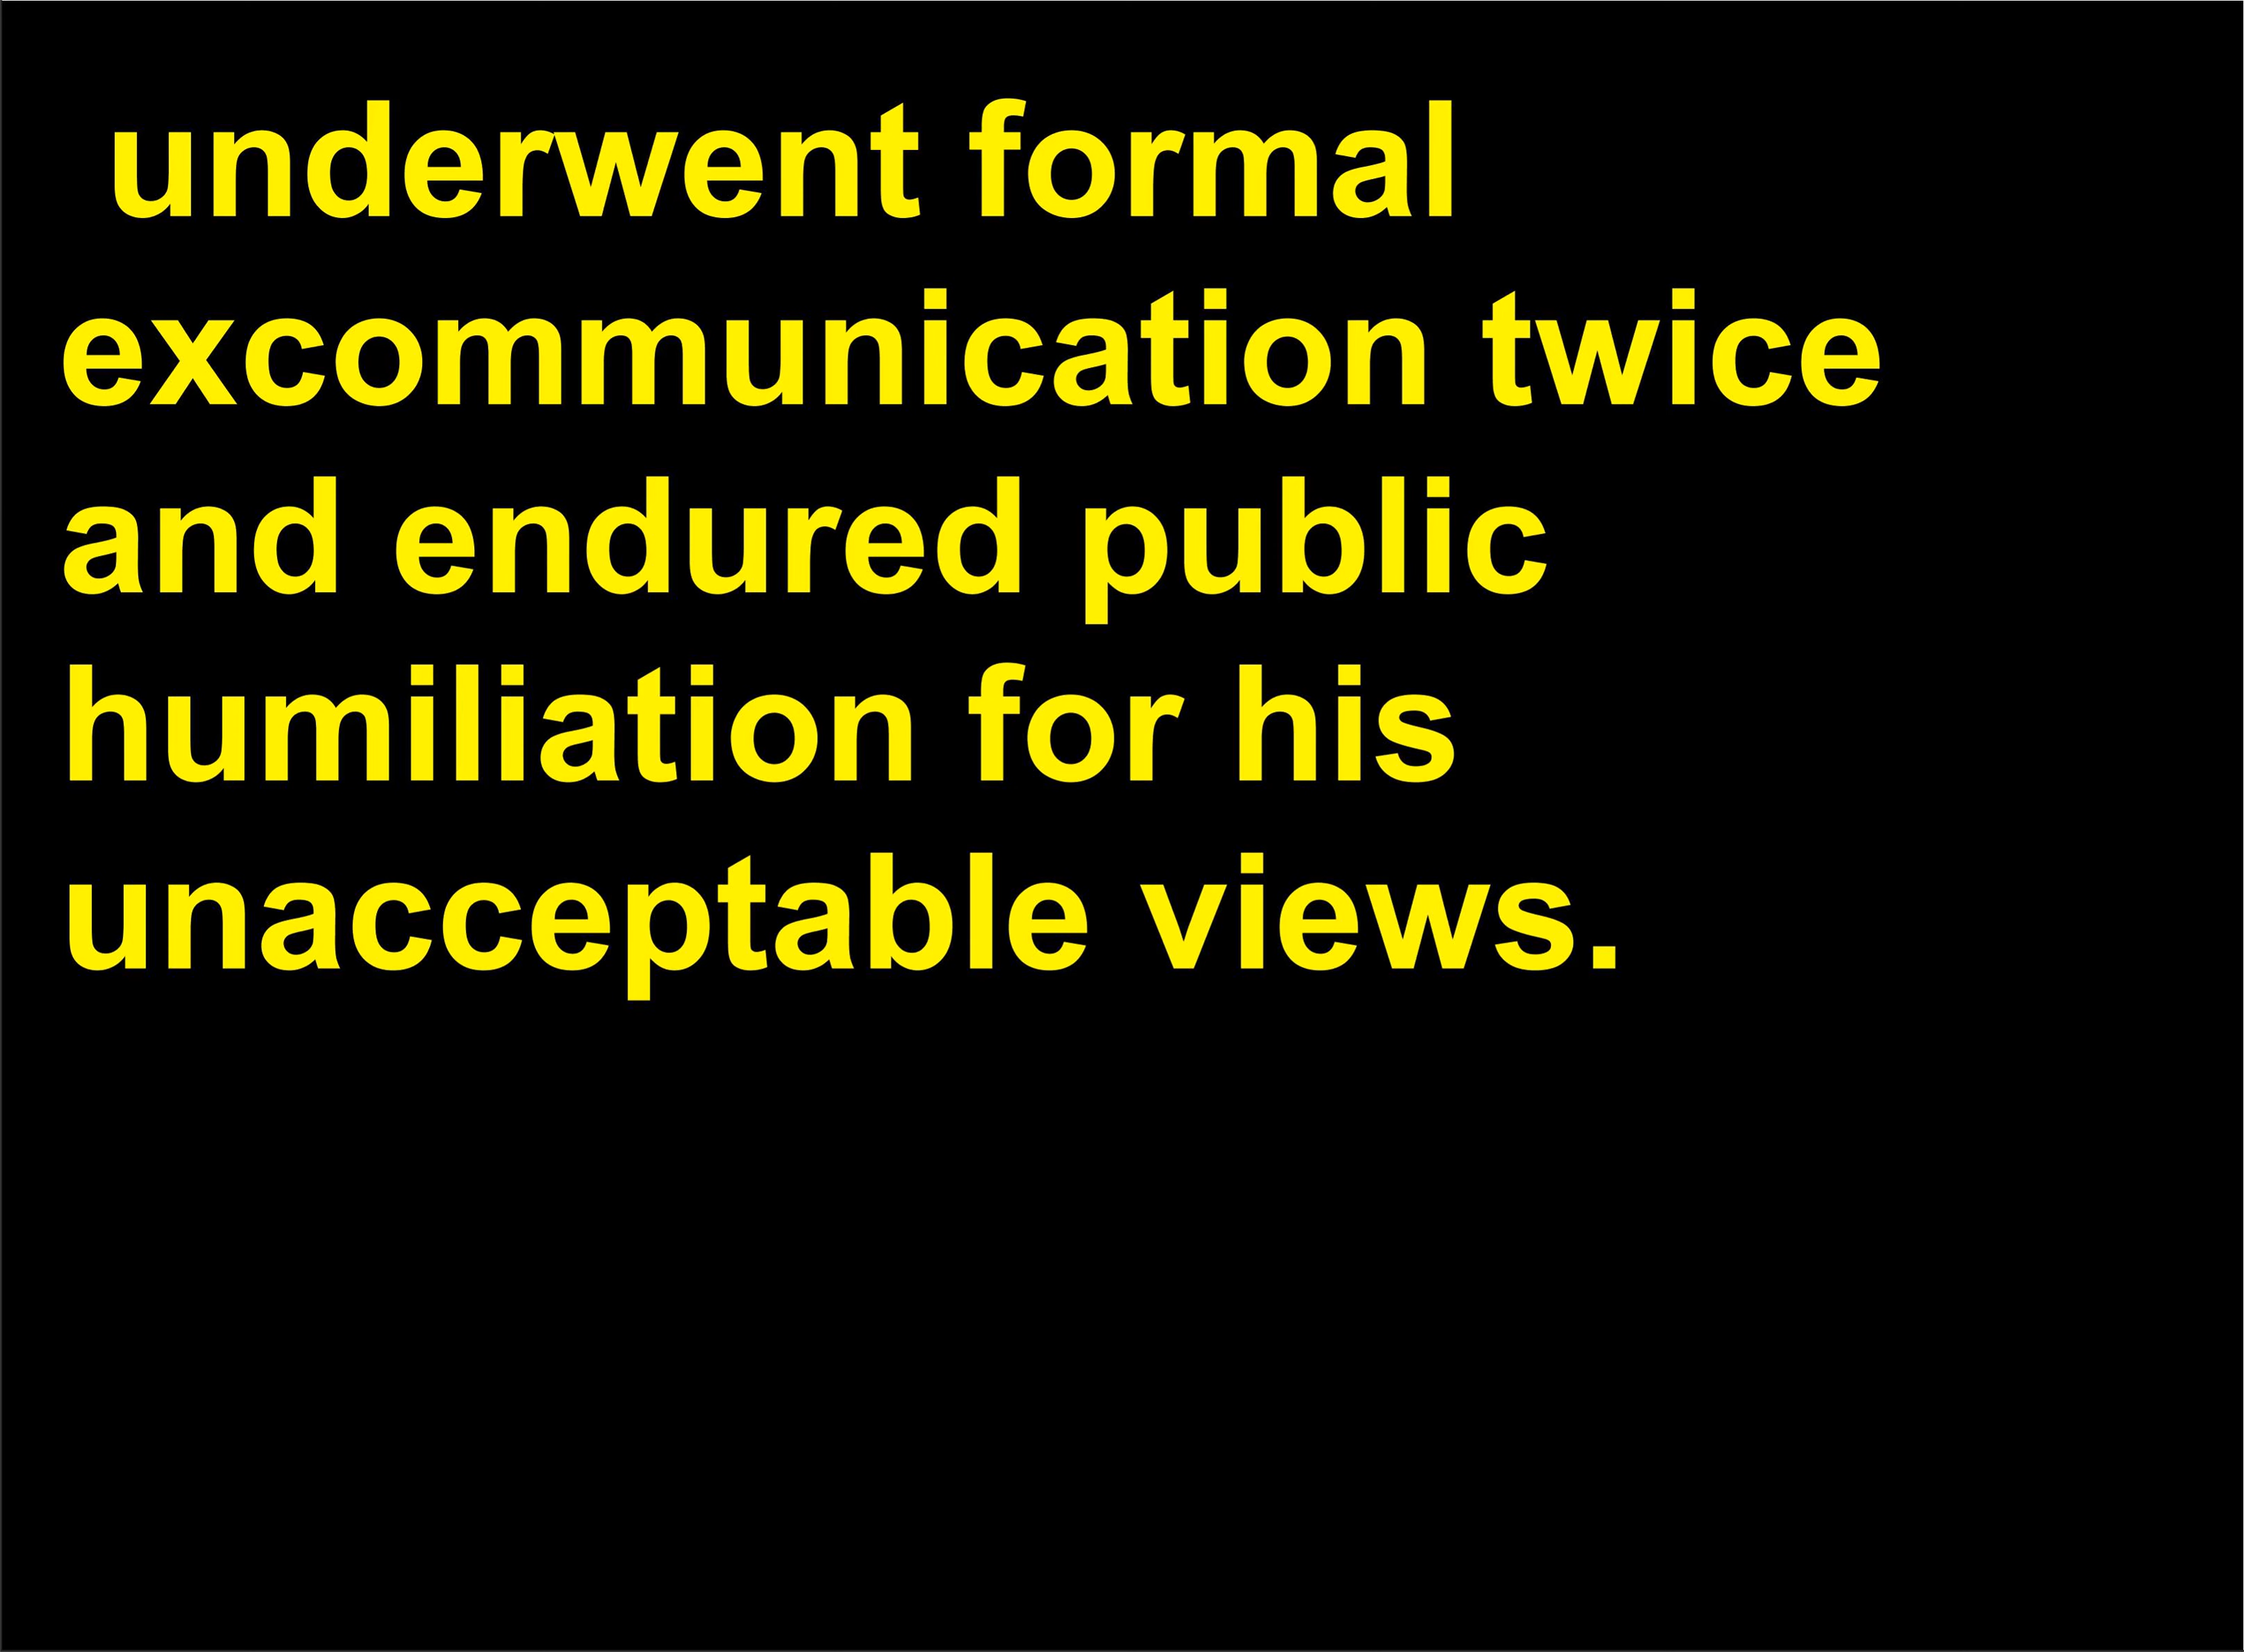 underwent formal
excommunication twice
and endured public
humiliation for his
unacceptable views.